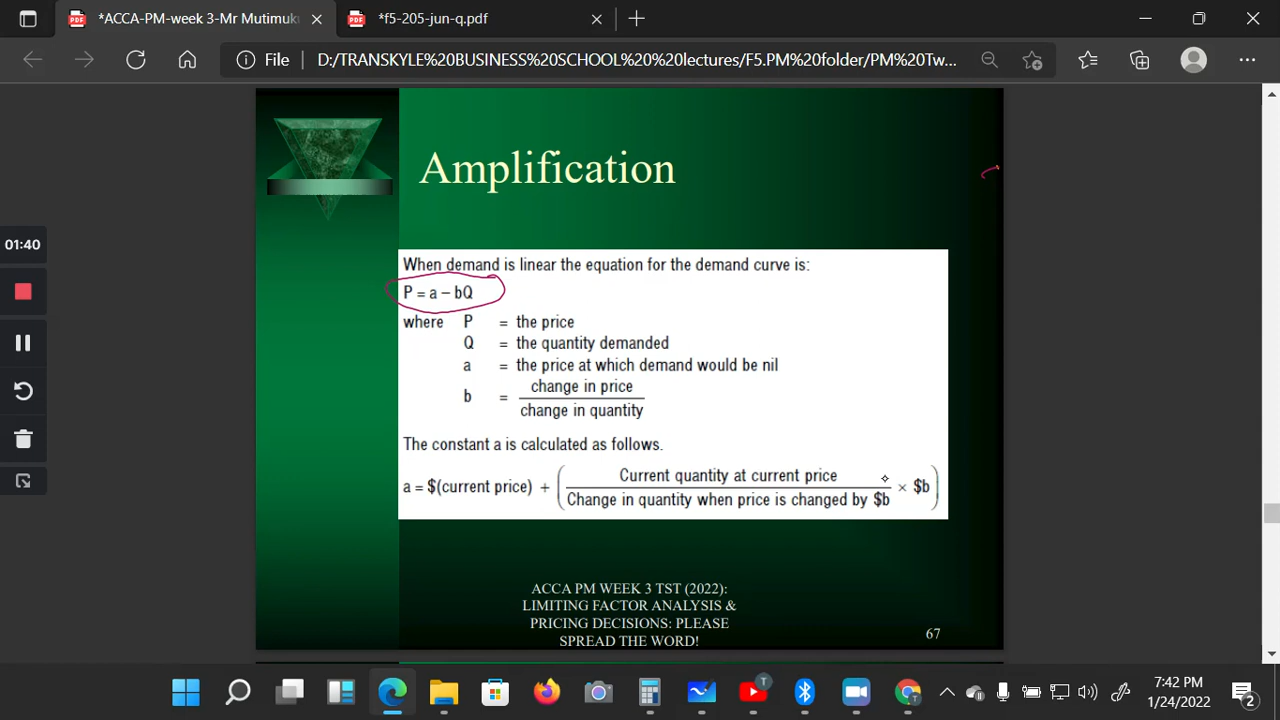 *ACCA-PM-week 3-Mr Mutimuku
*f5-205-jun-q.pdf
File
D:/TRANSKYLE%20BUSINESS%20SCHOOL%20%20lectures/F5.PM%20folder/PM%20Tw...
01:40
Amplification
When demand is linear the equation for the demand curve is:
P = a – bQ
where P = the price
Q = the quantity demanded
a = the price at which demand would be nil
b = change in price
change in quantity
The constant a is calculated as follows.
a = $(current price) + ( Current quantity at current price
Change in quantity when price is changed by $b × $b )
ACCA PM WEEK 3 TST (2022):
LIMITING FACTOR ANALYSIS &
PRICING DECISIONS: PLEASE
SPREAD THE WORD!
67
T
7:42 PM
1/24/2022
2